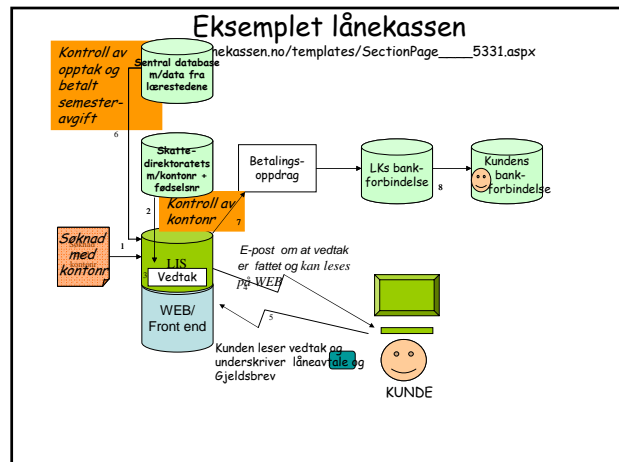 Eksemplet lånekassen
nekassen.no/templates/SectionPage____5331.aspx
Kontroll av
opptak og
betalt
semester-
avgift
Sentral database
m/data fra
lærestedene
6
Skatte-
direktoratets
m/kontonr +
fødselsnr
Betalings-
oppdrag
LKs bank-
forbindelse
8
Kundens
bank-
forbindelse
2
Kontroll av
kontonr
7
Søknad
med
kontonr
1
LIS
3
Vedtak
E-post om at vedtak
er fattet og kan leses
på WEB
4
WEB/
Front end
5
Kunden leser vedtak og
underskriver låneavtale og
Gjeldsbrev
KUNDE